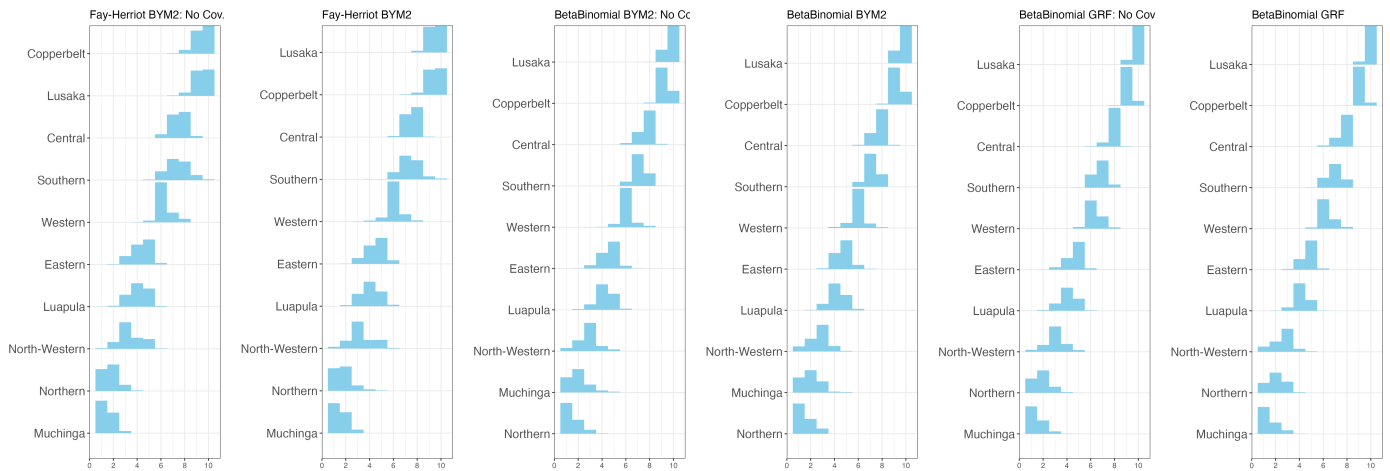 Fay-Herriot BYM2: No Cov.
Copperbelt
Lusaka
Central
Southern
Western
Eastern
Luapula
North-Western
Northern
Muchinga
0 2 4 6 8 10
Fay-Herriot BYM2
Lusaka
Copperbelt
Central
Southern
Western
Eastern
Luapula
North-Western
Northern
Muchinga
0 2 4 6 8 10
BetaBinomial BYM2: No Cc
Lusaka
Copperbelt
Central
Southern
Western
Eastern
Luapula
North-Western
Muchinga
Northern
0 2 4 6 8 10
BetaBinomial BYM2
Lusaka
Copperbelt
Central
Southern
Western
Eastern
Luapula
North-Western
Muchinga
Northern
0 2 4 6 8 10
BetaBinomial GRF: No Cov
Lusaka
Copperbelt
Central
Southern
Western
Eastern
Luapula
North-Western
Northern
Muchinga
0 2 4 6 8 10
BetaBinomial GRF
Lusaka
Copperbelt
Central
Southern
Western
Eastern
Luapula
North-Western
Northern
Muchinga
0 2 4 6 8 10